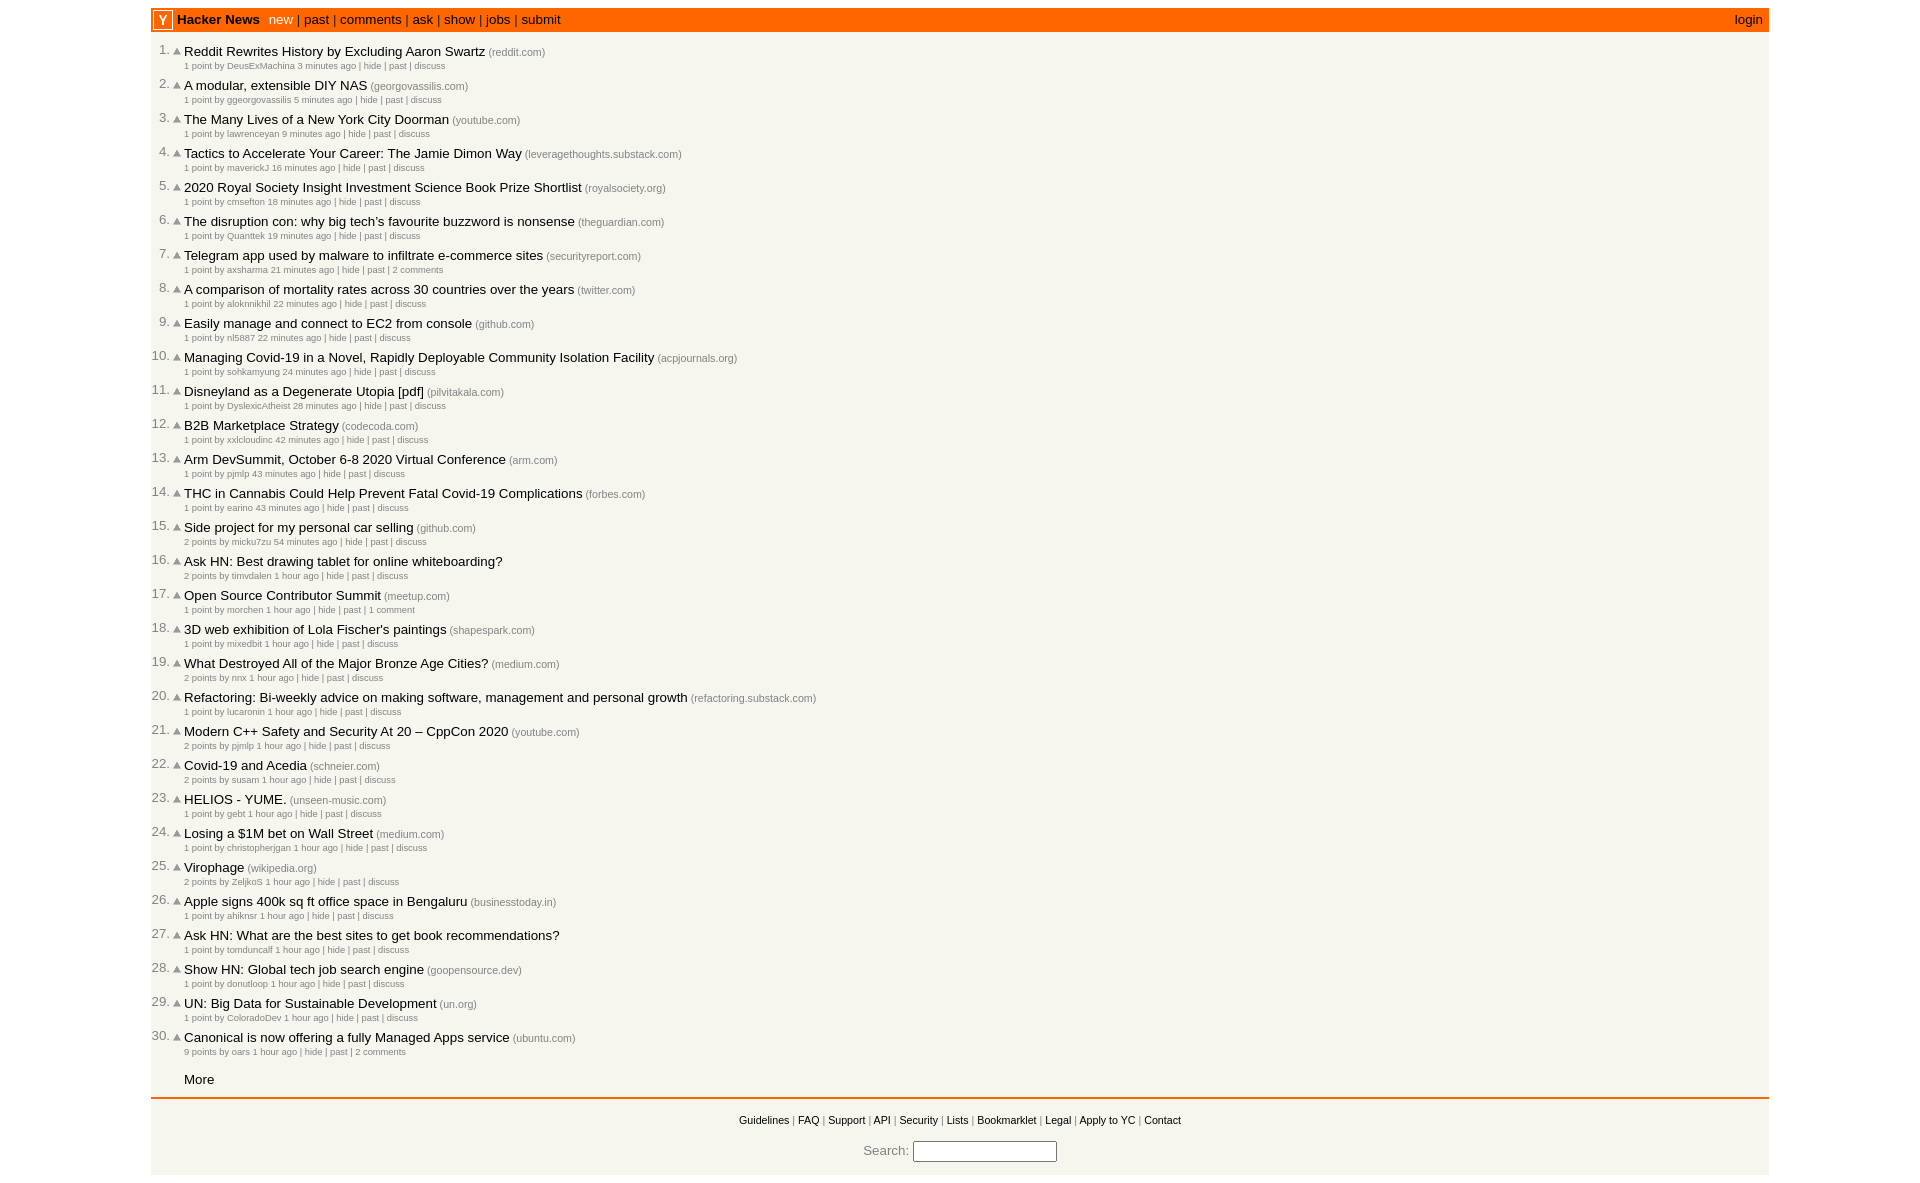 Y Hacker News new | past | comments | ask | show | jobs | submit login
1. Reddit Rewrites History by Excluding Aaron Swartz (reddit.com)
1 point by DeusExMachina 3 minutes ago | hide | past | discuss
2. A modular, extensible DIY NAS (georgovassilis.com)
1 point by ggeorgovassilis 5 minutes ago | hide | past | discuss
3. The Many Lives of a New York City Doorman (youtube.com)
1 point by lawrenceyan 9 minutes ago | hide | past | discuss
4. Tactics to Accelerate Your Career: The Jamie Dimon Way (leveragethoughts.substack.com)
1 point by maverickJ 16 minutes ago | hide | past | discuss
5. 2020 Royal Society Insight Investment Science Book Prize Shortlist (royalsociety.org)
1 point by cmsefton 18 minutes ago | hide | past | discuss
6. The disruption con: why big tech’s favourite buzzword is nonsense (theguardian.com)
1 point by Quanttek 19 minutes ago | hide | past | discuss
7. Telegram app used by malware to infiltrate e-commerce sites (securityreport.com)
1 point by axsharma 21 minutes ago | hide | past | 2 comments
8. A comparison of mortality rates across 30 countries over the years (twitter.com)
1 point by aloknnikhil 22 minutes ago | hide | past | discuss
9. Easily manage and connect to EC2 from console (github.com)
1 point by nl5887 22 minutes ago | hide | past | discuss
10. Managing Covid-19 in a Novel, Rapidly Deployable Community Isolation Facility (acpjournals.org)
1 point by sohkamyung 24 minutes ago | hide | past | discuss
11. Disneyland as a Degenerate Utopia [pdf] (pilvitakala.com)
1 point by DyslexicAtheist 28 minutes ago | hide | past | discuss
12. B2B Marketplace Strategy (codecoda.com)
1 point by xxlcloudinc 42 minutes ago | hide | past | discuss
13. Arm DevSummit, October 6-8 2020 Virtual Conference (arm.com)
1 point by pjmlp 43 minutes ago | hide | past | discuss
14. THC in Cannabis Could Help Prevent Fatal Covid-19 Complications (forbes.com)
1 point by earino 43 minutes ago | hide | past | discuss
15. Side project for my personal car selling (github.com)
2 points by micku7zu 54 minutes ago | hide | past | discuss
16. Ask HN: Best drawing tablet for online whiteboarding?
2 points by timvdalen 1 hour ago | hide | past | discuss
17. Open Source Contributor Summit (meetup.com)
1 point by morchen 1 hour ago | hide | past | 1 comment
18. 3D web exhibition of Lola Fischer's paintings (shapespark.com)
1 point by mixedbit 1 hour ago | hide | past | discuss
19. What Destroyed All of the Major Bronze Age Cities? (medium.com)
2 points by nnx 1 hour ago | hide | past | discuss
20. Refactoring: Bi-weekly advice on making software, management and personal growth (refactoring.substack.com)
1 point by lucaronin 1 hour ago | hide | past | discuss
21. Modern C++ Safety and Security At 20 – CppCon 2020 (youtube.com)
2 points by pjmlp 1 hour ago | hide | past | discuss
22. Covid-19 and Acedia (schneier.com)
2 points by susam 1 hour ago | hide | past | discuss
23. HELIOS - YUME. (unseen-music.com)
1 point by gebt 1 hour ago | hide | past | discuss
24. Losing a $1M bet on Wall Street (medium.com)
1 point by christopherjgan 1 hour ago | hide | past | discuss
25. Virophage (wikipedia.org)
2 points by ZeljkoS 1 hour ago | hide | past | discuss
26. Apple signs 400k sq ft office space in Bengaluru (businesstoday.in)
1 point by ahiknsr 1 hour ago | hide | past | discuss
27. Ask HN: What are the best sites to get book recommendations?
1 point by tomduncalf 1 hour ago | hide | past | discuss
28. Show HN: Global tech job search engine (goopensource.dev)
1 point by donutloop 1 hour ago | hide | past | discuss
29. UN: Big Data for Sustainable Development (un.org)
1 point by ColoradoDev 1 hour ago | hide | past | discuss
30. Canonical is now offering a fully Managed Apps service (ubuntu.com)
9 points by oars 1 hour ago | hide | past | 2 comments
More
Guidelines | FAQ | Support | API | Security | Lists | Bookmarklet | Legal | Apply to YC | Contact
Search: